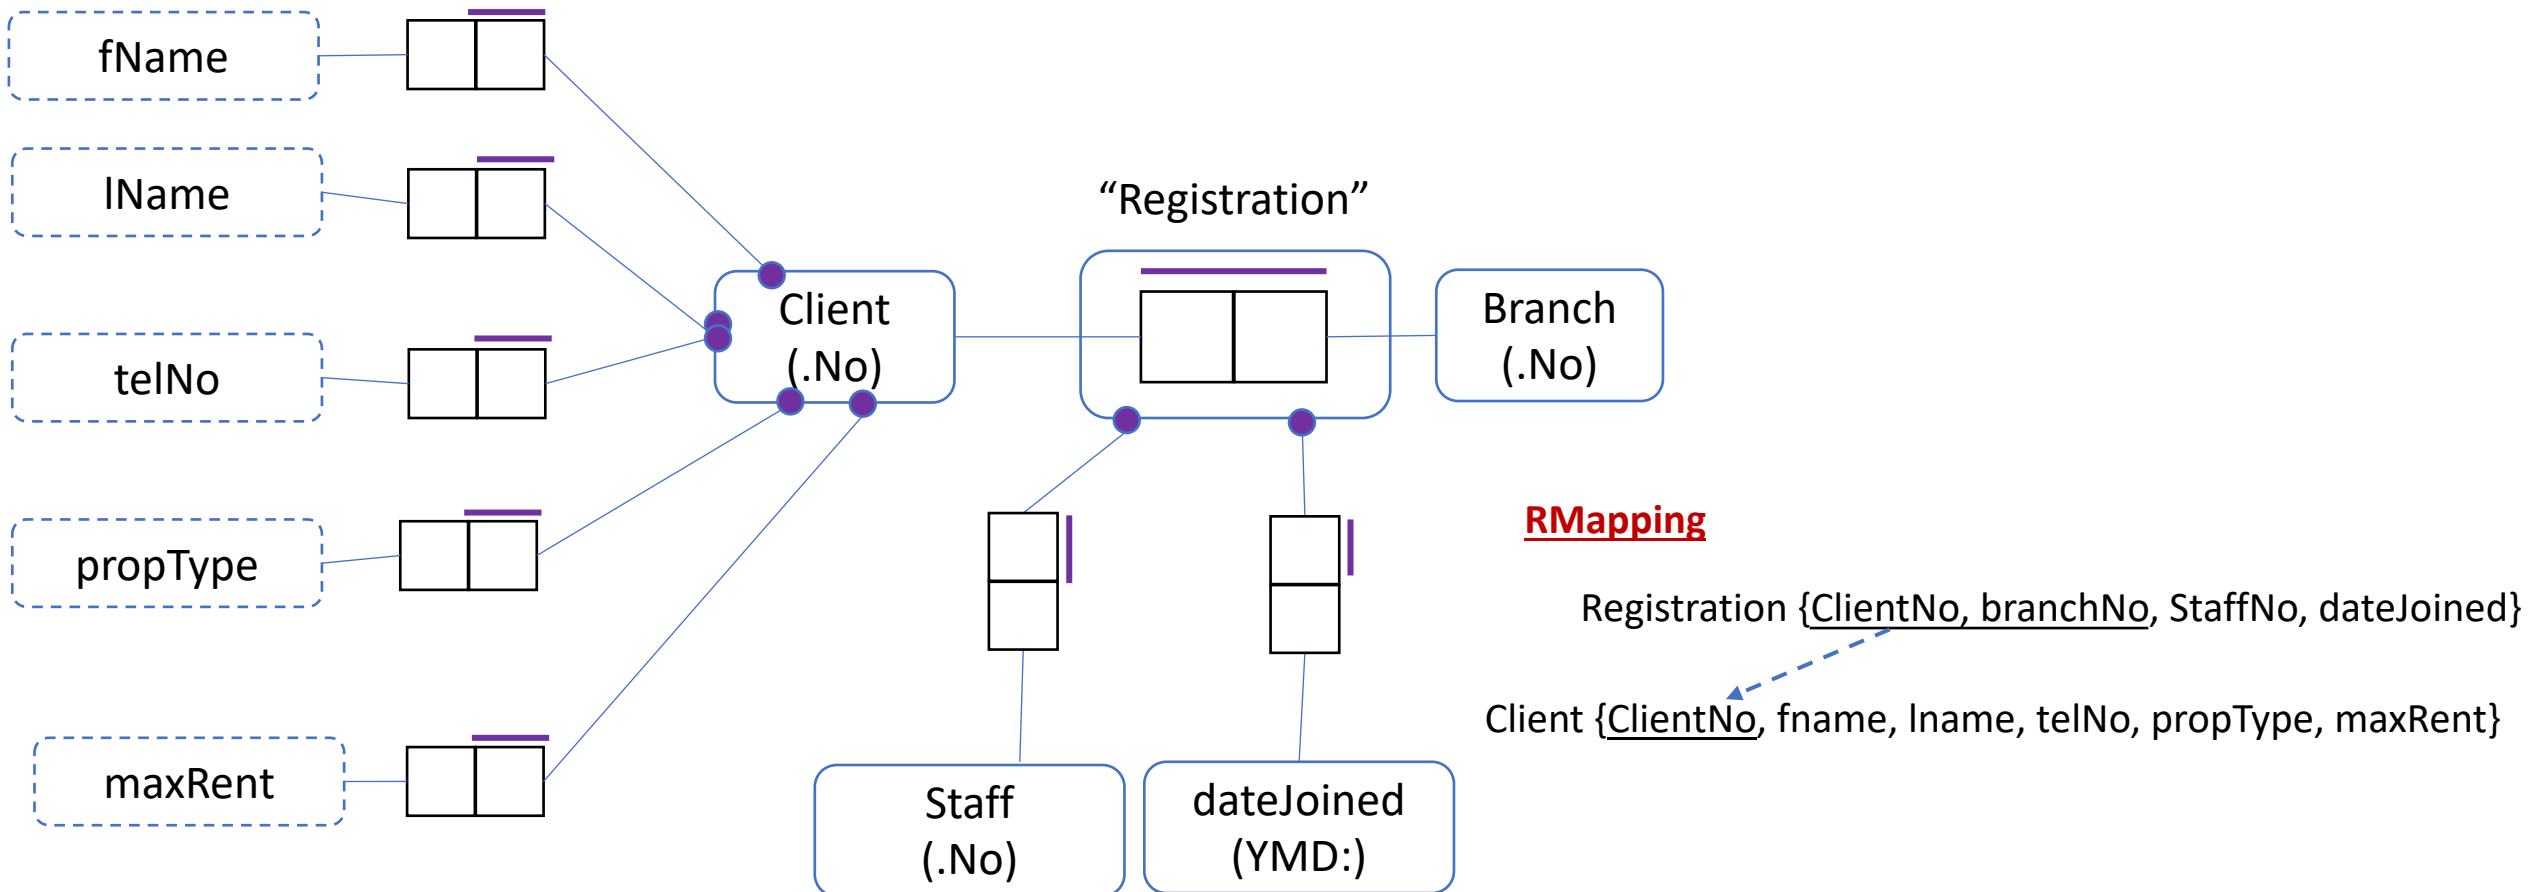 fName
lName
telNo
propType
maxRent
Client
(.No)
“Registration”
Branch
(.No)
Staff
(.No)
dateJoined
(YMD:)
RMapping
Registration {ClientNo, branchNo, StaffNo, dateJoined}
Client {ClientNo, fname, lname, telNo, propType, maxRent}